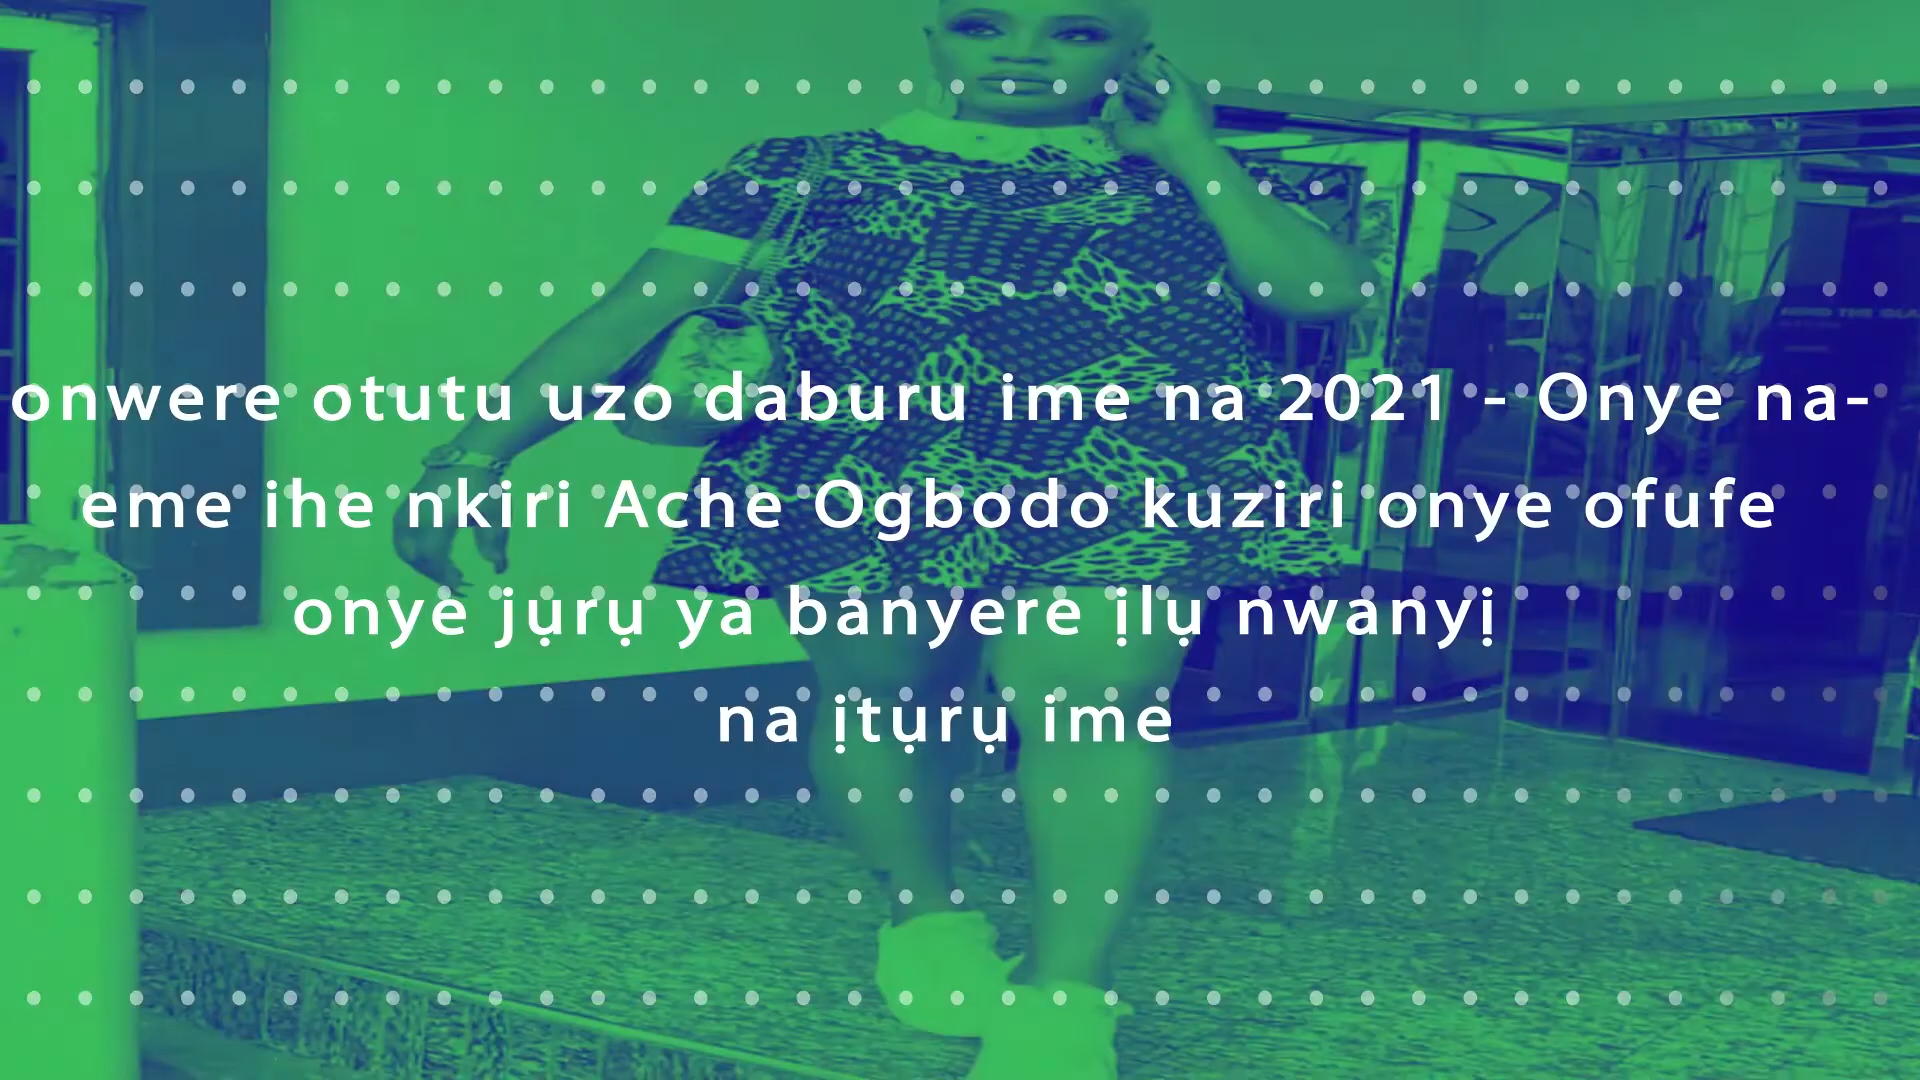 onwere otutu uzo daburu ime na 2021 - Onye na-
eme ihe nkiri Ache Ogbodo kuziri onye ofufe
onye jụrụ ya banyere ịlụ nwanyị
na ịtụrụ ime